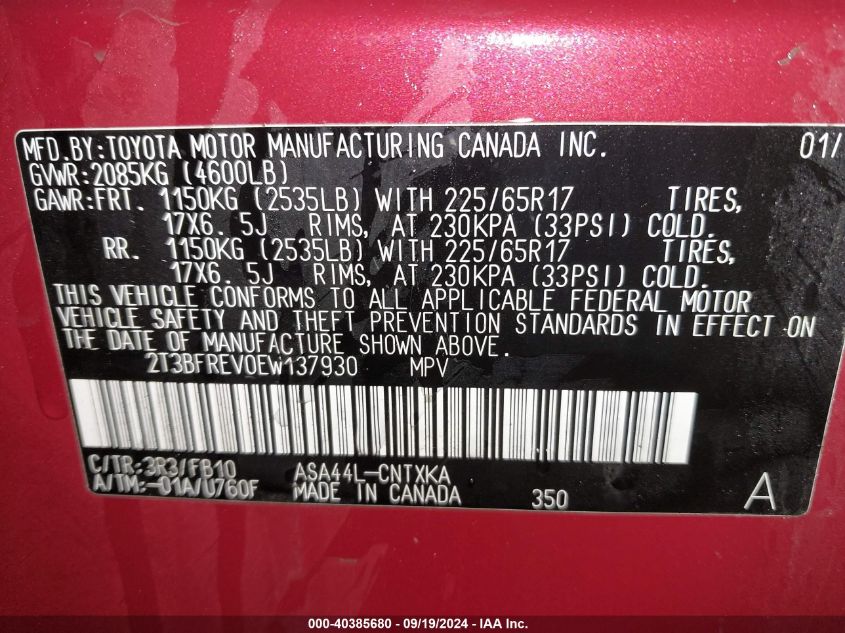 MFD.BY:TOYOTA MOTOR MANUFACTURING CANADA INC. 01/
GVWR:2085KG (4600LB)
GAWR:FRT. 1150KG (2535LB) WITH 225/65R17 TIRES,
17X6. 5J RIMS, AT 230KPA (33PSI) COLD.
RR. 1150KG (2535LB) WITH 225/65R17 TIRES,
17X6. 5J RIMS, AT 230KPA (33PSI) COLD.
THIS VEHICLE CONFORMS TO ALL APPLICABLE FEDERAL MOTOR
VEHICLE SAFETY AND THEFT PREVENTION STANDARDS IN EFFECT ON
THE DATE OF MANUFACTURE SHOWN ABOVE.
2T3BFREV0EW137930 MPV
C/TR:3R3/FB10 ASA44L-CNTXKA
A/TM:-01A/U760F MADE IN CANADA 350 A
000-40385680 - 09/19/2024 - IAA Inc.